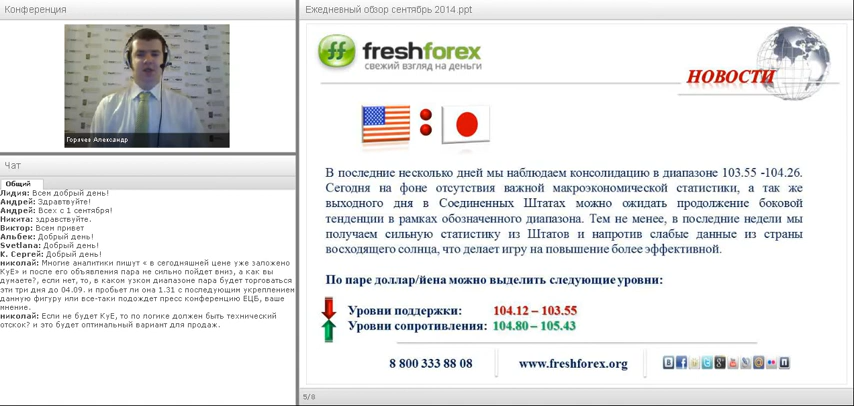 Конференция
Горячев Александр
Чат
Общий
Лидия: Всем добрый день!
Андрей: Здравтвуйте!
Андрей: Всех с 1 сентября!
Никита: здравствуйте.
Виктор: Всем привет
Альбек: Добрый день!
Svetlana: Добрый день!
К. Сергей: Добрый день!
николай: Многие аналитики пишут « в сегодняшней цене уже заложено
КуЕ» и после его объявления пара не сильно пойдет вниз, а как вы
думаете?, если нет, то, в каком узком диапазоне пара будет торговаться
эти три дня до 04.09. и пробьет ли она 1.31 с последующим укреплением за
данную фигуру или все-таки подождет пресс конференцию ЕЦБ, ваше
мнение.
николай: Если не будет КуЕ, то по логике должен быть технический
отскок? и это будет оптимальный вариант для продаж.
Ежедневный обзор сентябрь 2014.ppt
ff freshforex
свежий взгляд на деньги
НОВОСТИ
В последние несколько дней мы наблюдаем консолидацию в диапазоне 103.55 -104.26.
Сегодня на фоне отсутствия важной макроэкономической статистики, а так же
выходного дня в Соединенных Штатах можно ожидать продолжение боковой
тенденции в рамках обозначенного диапазона. Тем не менее, в последние недели мы
получаем сильную статистику из Штатов и напротив слабые данные из страны
восходящего солнца, что делает игру на повышение более эффективной.
По паре доллар/йена можно выделить следующие уровни:
Уровни поддержки: 104.12 – 103.55
Уровни сопротивления: 104.80 – 105.43
8 800 333 88 08
www.freshforex.org
5/8